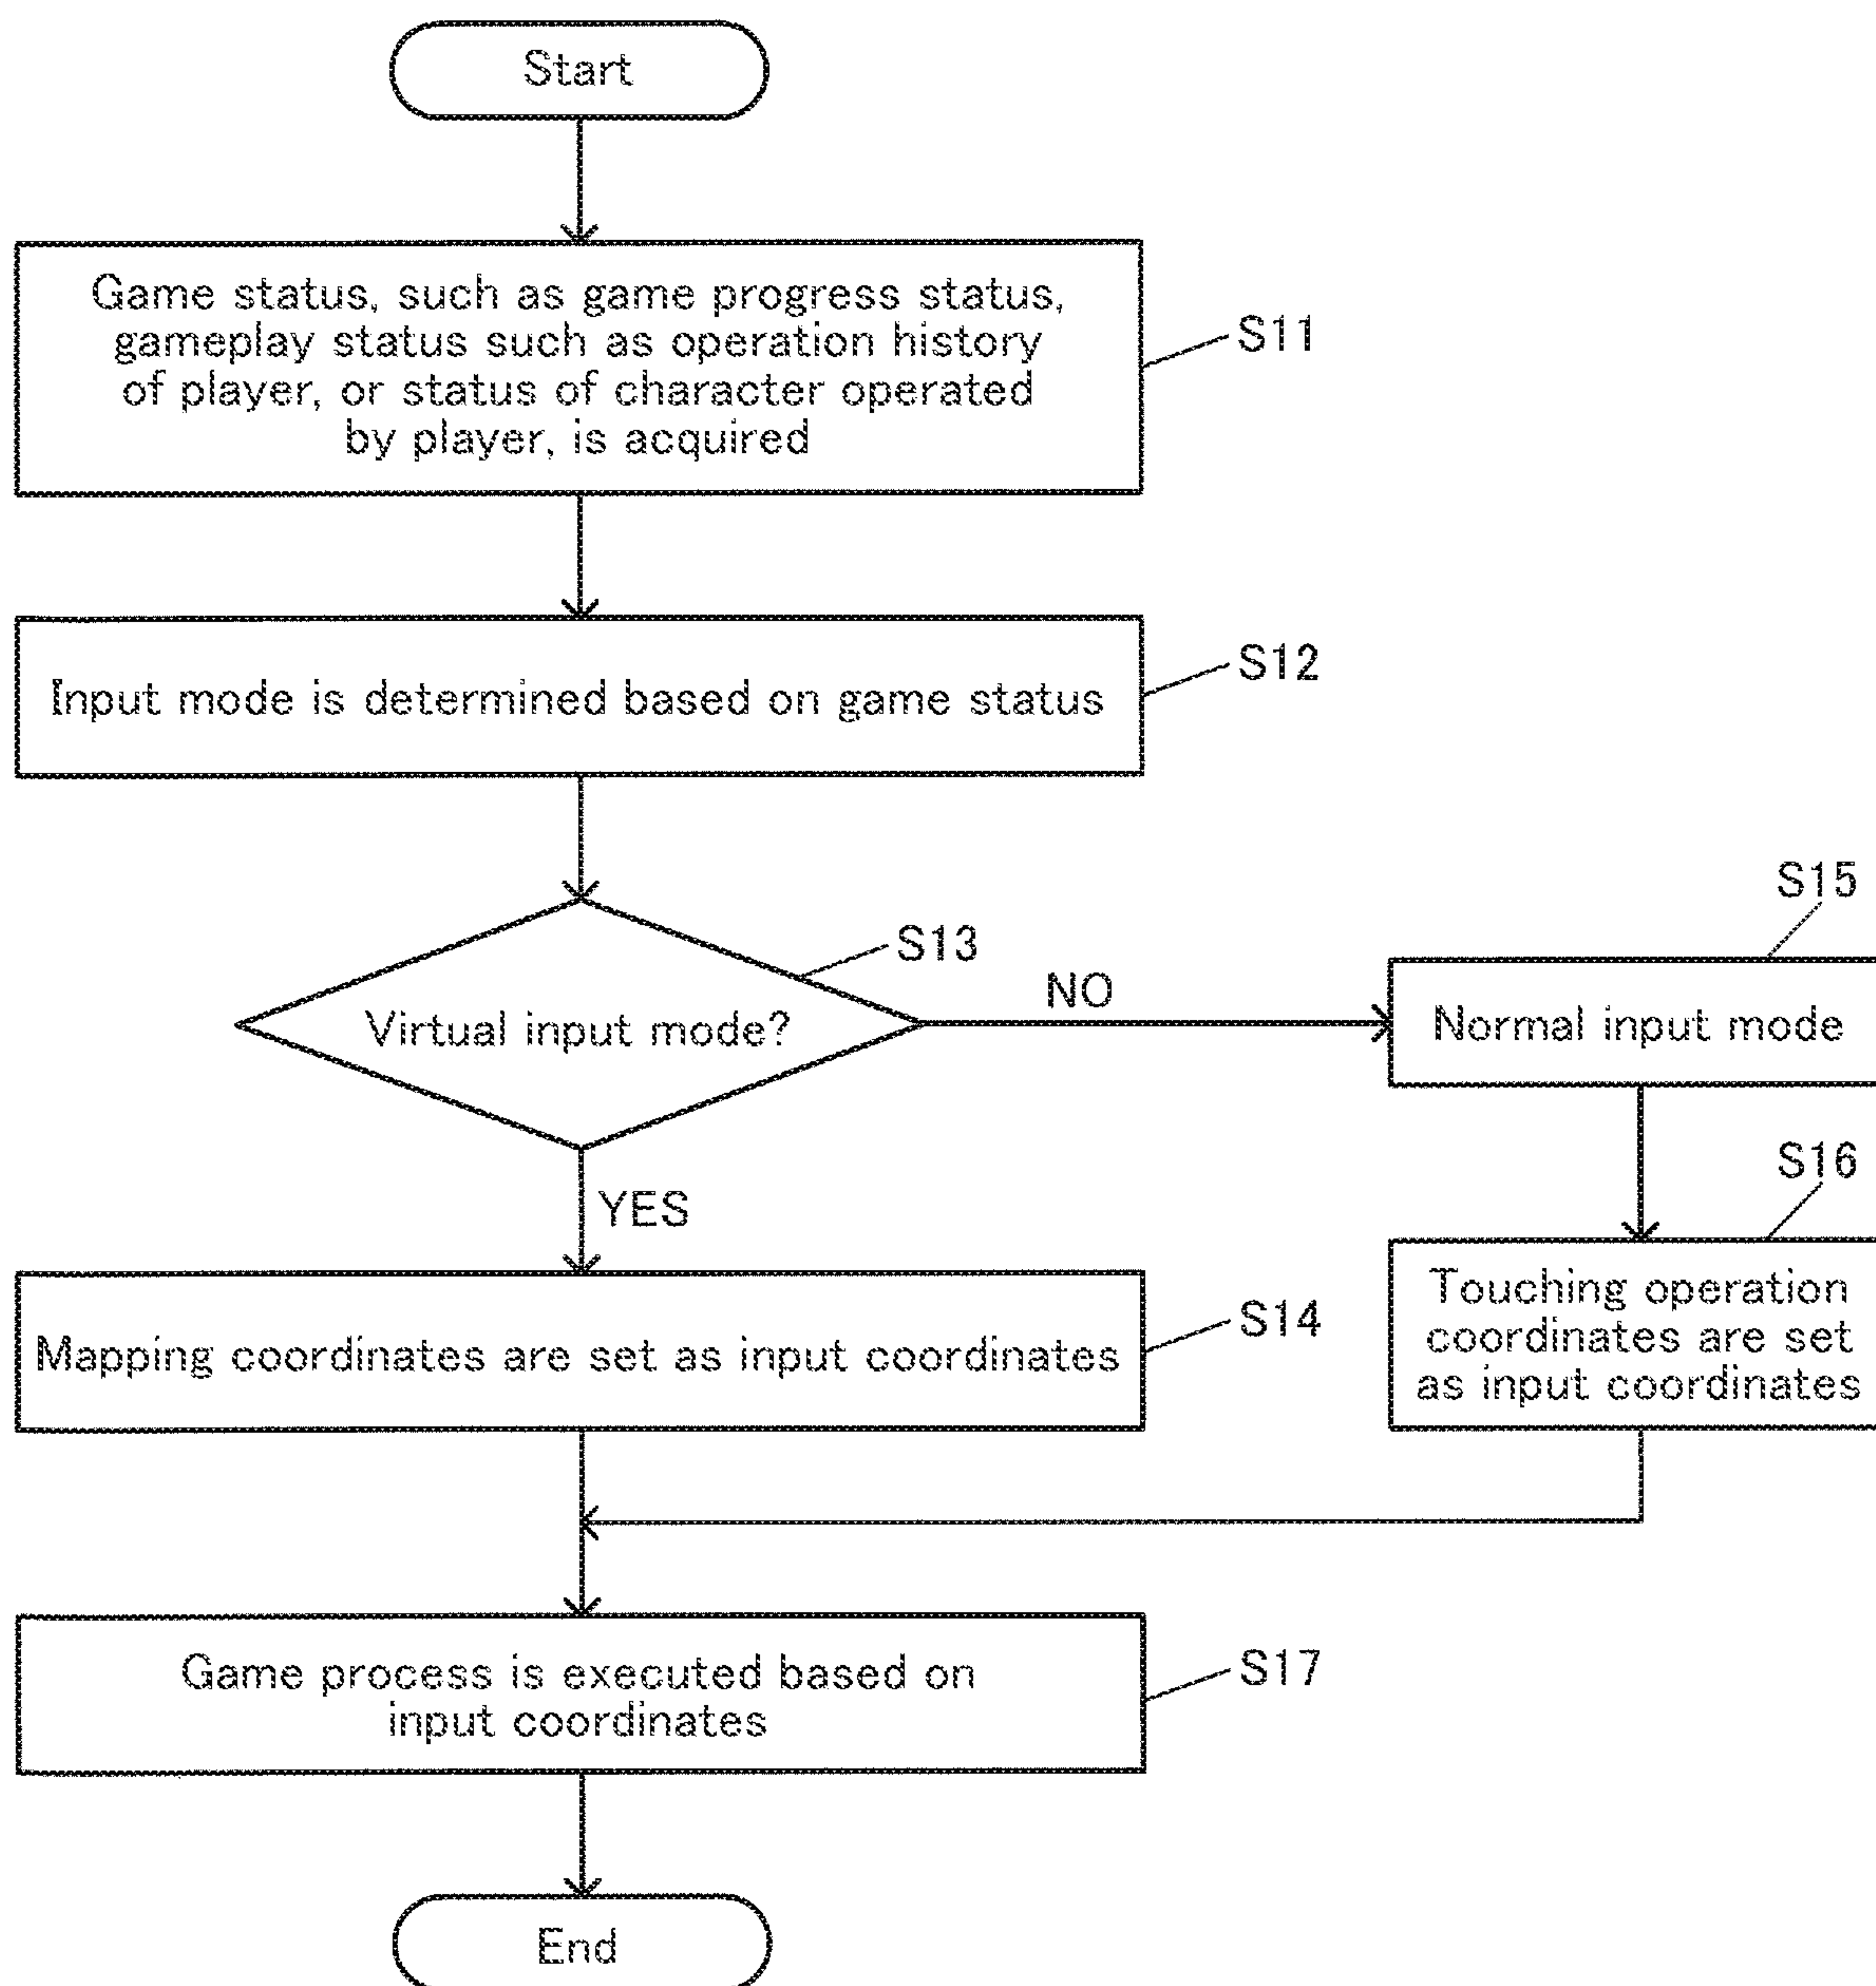 Start
Game status, such as game progress status,
gameplay status such as operation history
of player, or status of character operated
by player, is acquired
S11
Input mode is determined based on game status
S12
Virtual input mode?
S13
NO
YES
S15
Normal input mode
S16
Touching operation
coordinates are set
as input coordinates
Mapping coordinates are set as input coordinates
S14
Game process is executed based on
input coordinates
S17
End